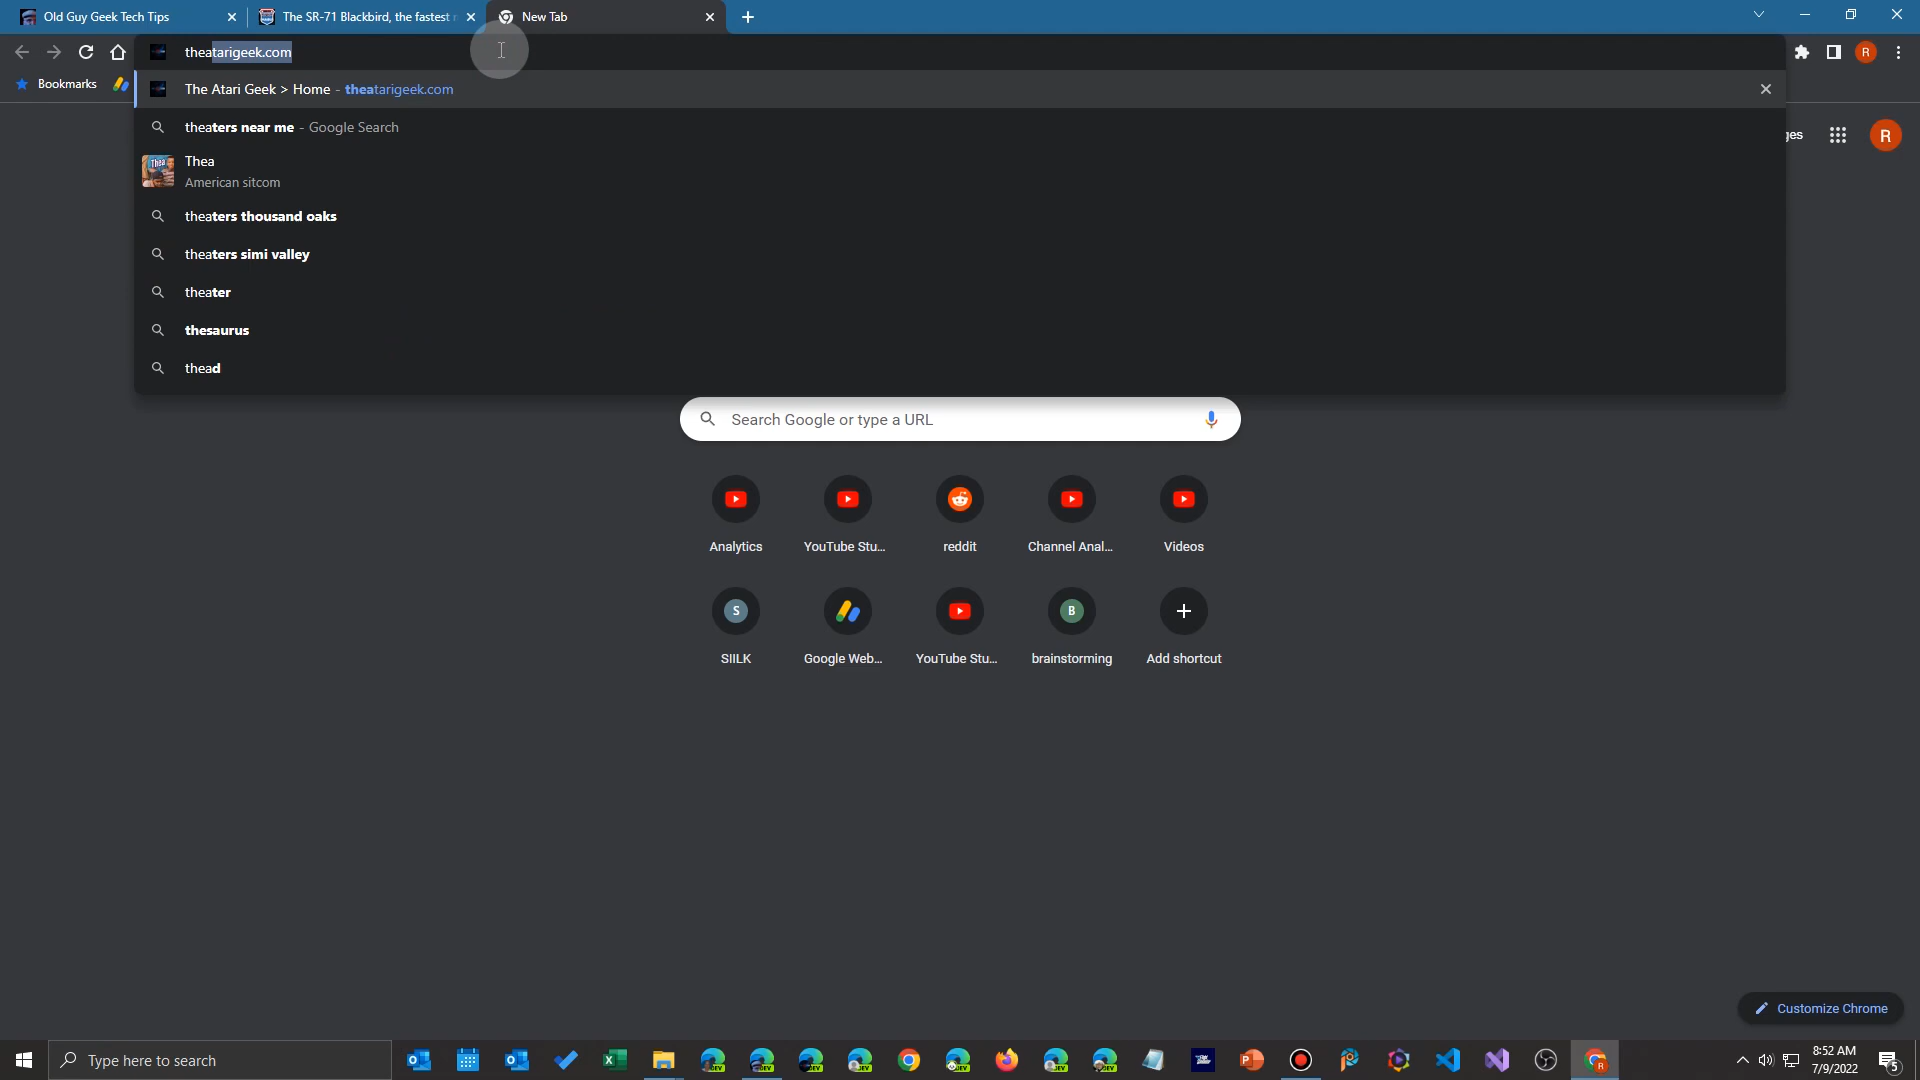 Old Guy Geek Tech Tips
The SR-71 Blackbird, the fastest
New Tab
theatarigeek.com
R
Bookmarks
The Atari Geek > Home - theatarigeek.com
theaters near me - Google Search
Thea
American sitcom
theaters thousand oaks
theaters simi valley
theater
thesaurus
thead
ges
R
Search Google or type a URL
Analytics
YouTube Stu...
reddit
Channel Anal...
Videos
S
B
SIILK
Google Web...
YouTube Stu...
brainstorming
Add shortcut
Customize Chrome
Type here to search
8:52 AM
7/9/2022
5